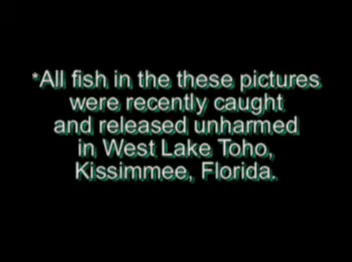 *All fish in the these pictures
were recently caught
and released unharmed
in West Lake Toho,
Kissimmee, Florida.